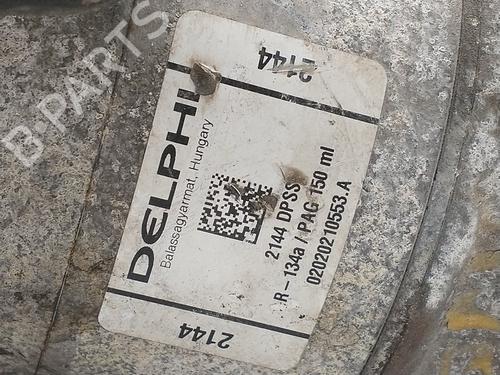 2144
DELPHI
Balassagyarmat, Hungary
2144 DPSS
R-134a / PAG 150 ml
02020210553.A
2144
B-PARTS